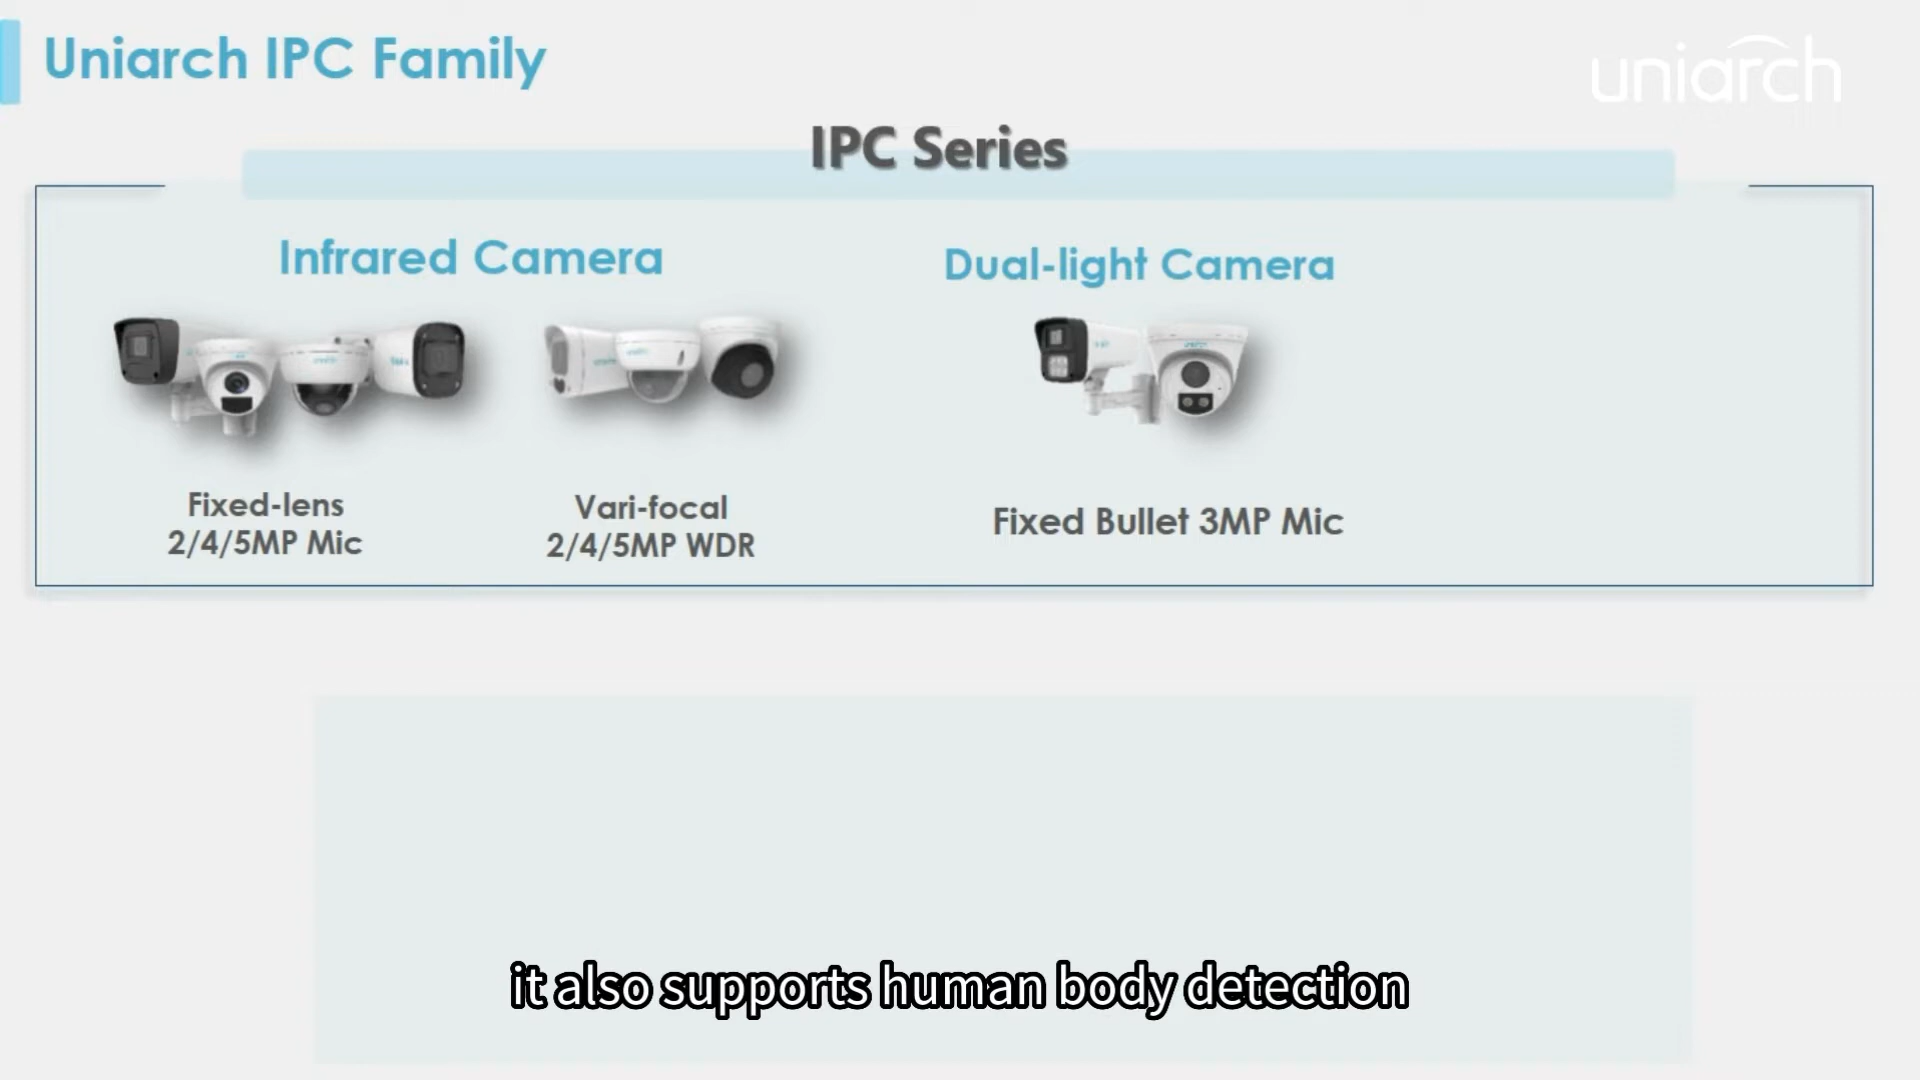 Uniarch IPC Family
uniarch
IPC Series
Infrared Camera
Dual-light Camera
Fixed-lens
2/4/5MP Mic
Vari-focal
2/4/5MP WDR
Fixed Bullet 3MP Mic
it also supports human body detection